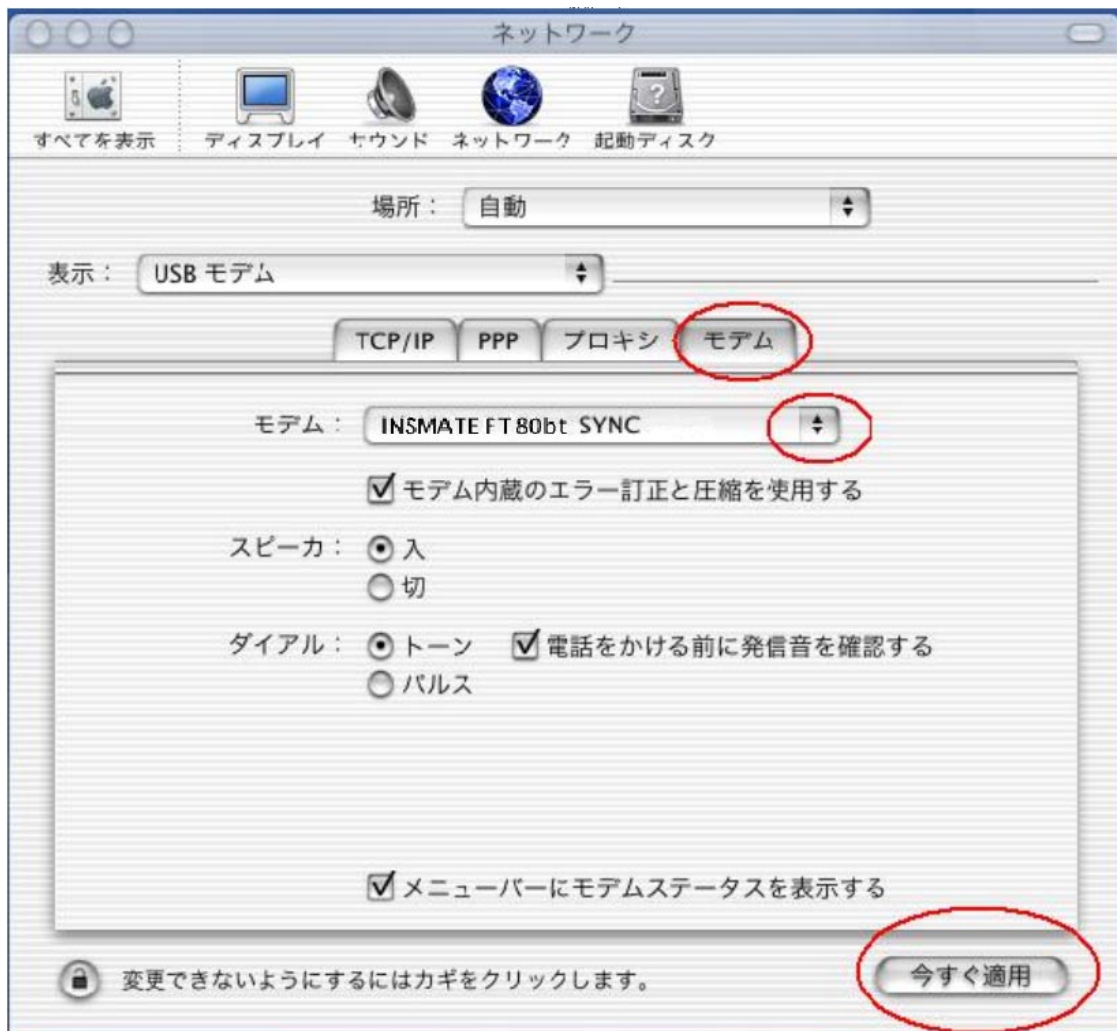 ネットワーク
すべてを表示 ディスプレイ サウンド ネットワーク 起動ディスク
場所： 自動
表示： USB モデム
TCP/IP PPP プロキシ モデム
モデム： INSMATE FT80bt SYNC
モデム内蔵のエラー訂正と圧縮を使用する
スピーカ： 入
切
ダイアル： トーン 電話をかける前に発信音を確認する
パルス
メニューバーにモデムステータスを表示する
変更できないようにするにはカギをクリックします。 今すぐ適用